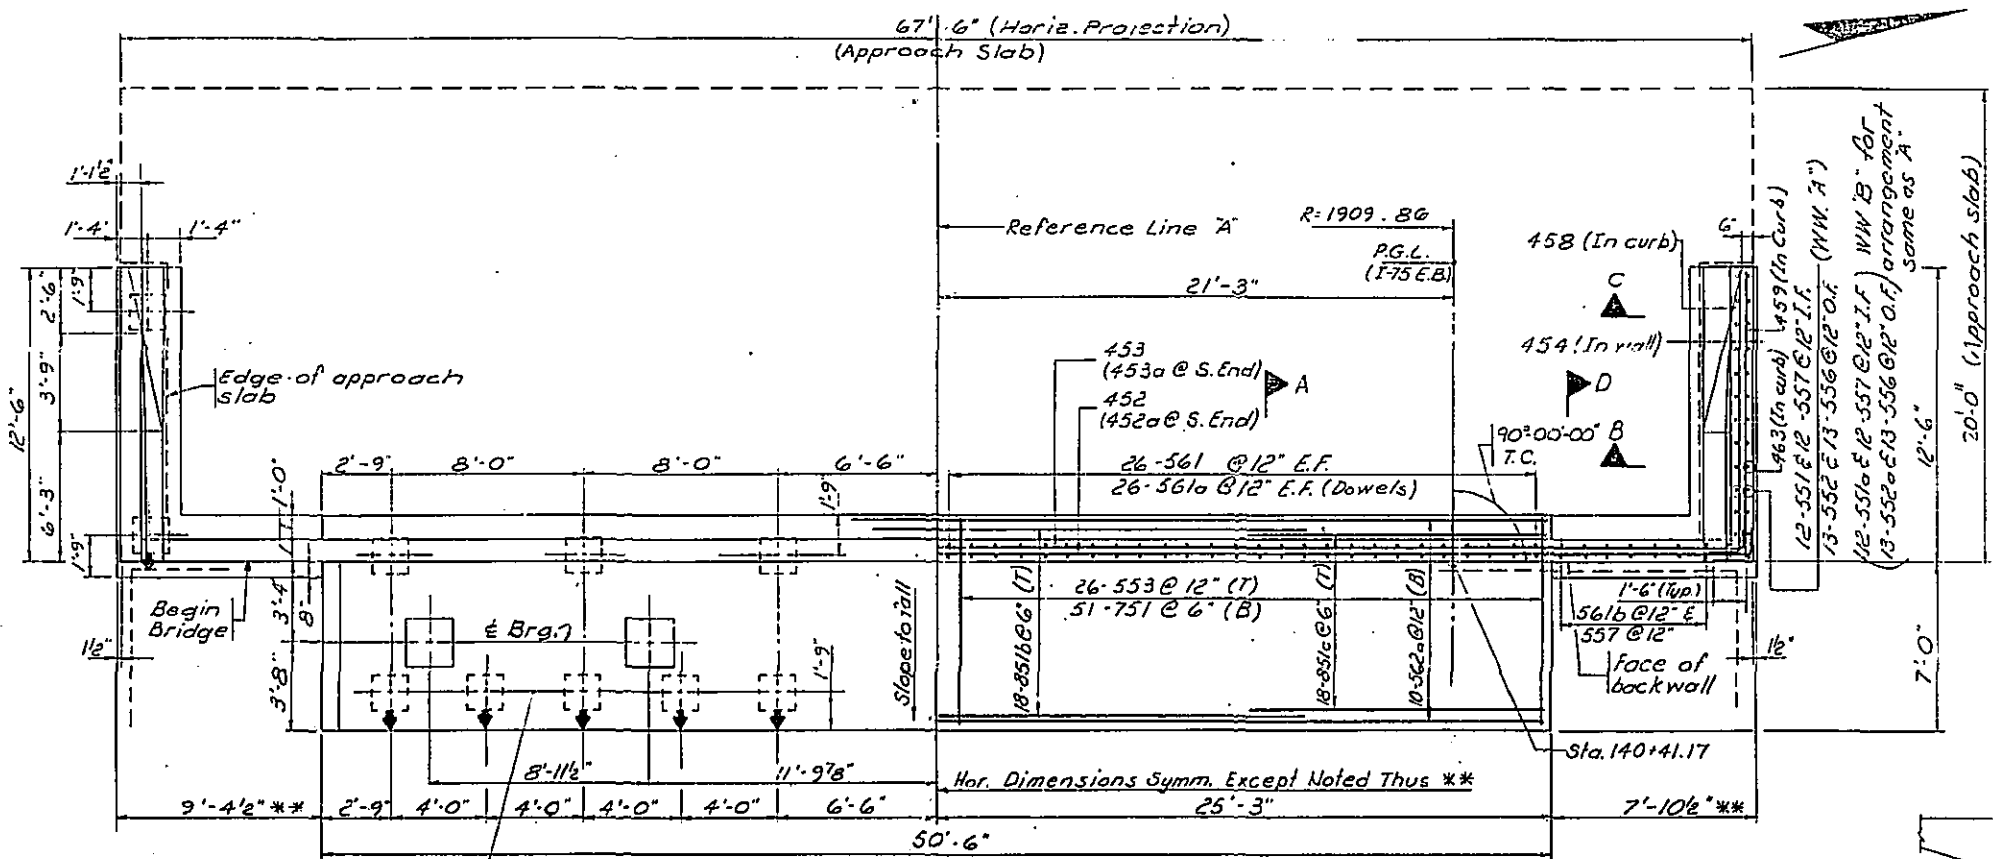 67'-6" (Horiz. Projection)
(Approach Slab)
1'-1½"
1'-4"
1'-4"
Reference Line "A"
R=1909.86
P.G.L.
(I-75 E.B)
21'-3"
458 (In curb)
6"
C
454 (In wall)
453
(453a @ S. End)
452
(452a @ S. End)
A
D
B
90°-00'-00"
T.C.
463 (In curb)
459 (In Curb)
12-551 & 12-557 @ 12" I.F.
13-552 & 13-556 @ 12" O.F.
(WW. "A")
12-551a & 12-557 @ 12" I.F.
13-552a & 13-556 @ 12" O.F.
WW "B" for
arrangement
same as "A"
20'-0" (Approach slab)
12'-6"
7'-0"
12'-6"
2'-6"
1'-9"
3'-9"
6'-3"
1'-9"
Edge of approach
slab
2'-9"
8'-0"
8'-0"
6'-6"
26-561 @ 12" E.F.
26-561a @ 12" E.F. (Dowels)
1'-0"
1'-9"
3'-4"
8"
3'-8"
Begin
Bridge
1½"
¢ Brg.
1'-9"
Slopetoiall
26-553 @ 12" (T)
51-751 @ 6" (B)
18-851b@6" (T)
18-851a@6" (T)
10-562a@12" (B)
1'-6" (Typ.)
561b @ 12" &
557 @ 12"
1½"
Face of
backwall
Sta. 140+41.17
8'-11½"
11'-9⅞"
Hor. Dimensions Symm. Except Noted Thus **
9'-4½" **
2'-9"
4'-0"
4'-0"
4'-0"
4'-0"
6'-6"
25'-3"
7'-10½" **
50'-6"